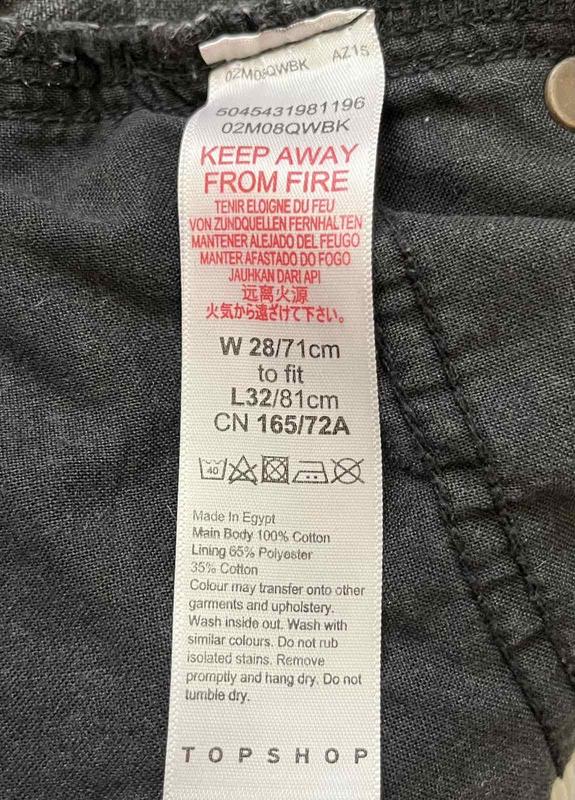 02M08QWBK AZ1S
5045431981196
02M08QWBK
KEEP AWAY
FROM FIRE
TENIR ELOIGNE DU FEU
VON ZUNDQUELLEN FERNHALTEN
MANTENER ALEJADO DEL FEUGO
MANTER AFASTADO DO FOGO
JAUHKAN DARI API
远离火源
火気から遠ざけて下さい。
W 28/71cm
to fit
L32/81cm
CN 165/72A
40
Made In Egypt
Main Body 100% Cotton
Lining 65% Polyester
35% Cotton
Colour may transfer onto other
garments and upholstery.
Wash inside out. Wash with
similar colours. Do not rub
isolated stains. Remove
promptly and hang dry. Do not
tumble dry.
TOPSHOP